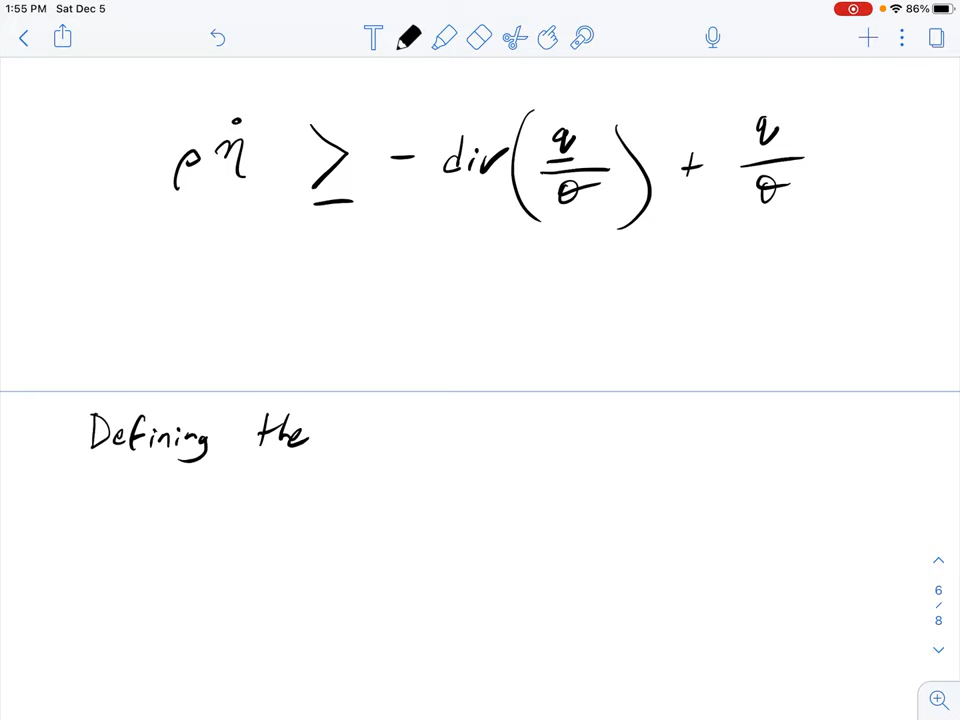 1:55 PM Sat Dec 5
86%
T
ρη̇ ≥ - div(q̲/θ) + q/θ
Defining the
6
/
8